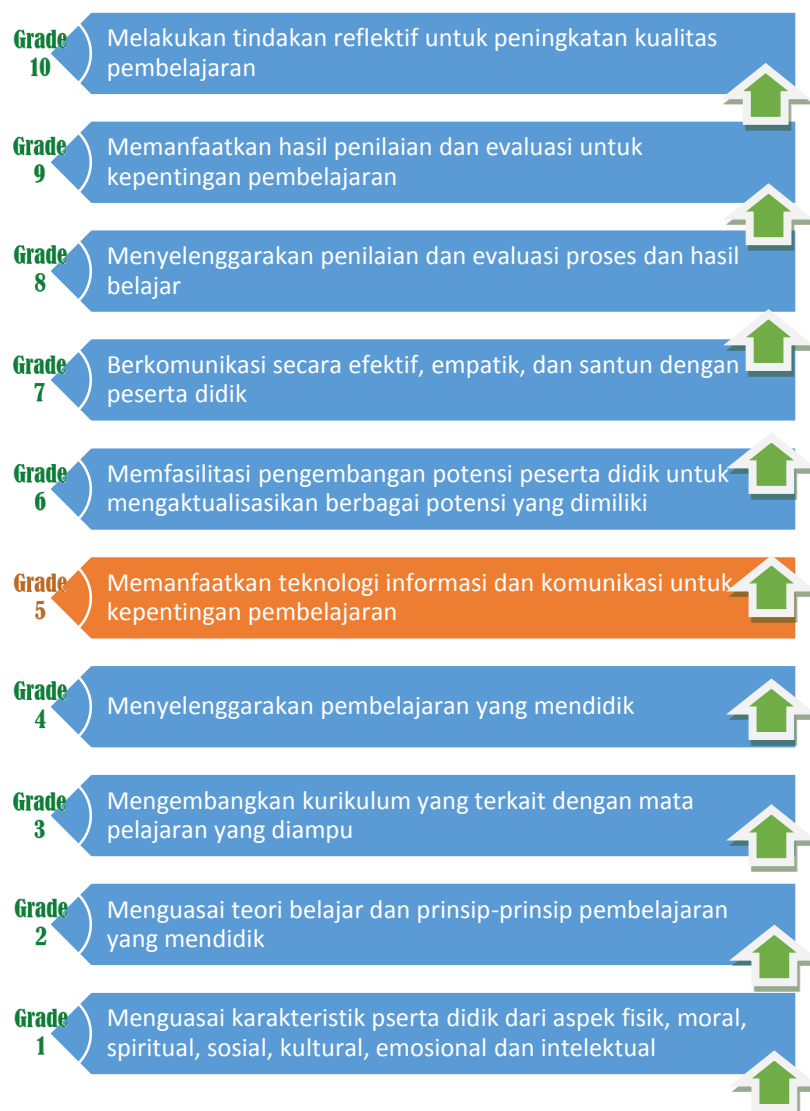 Grade
10
Melakukan tindakan reflektif untuk peningkatan kualitas
pembelajaran
Grade
9
Memanfaatkan hasil penilaian dan evaluasi untuk
kepentingan pembelajaran
Grade
8
Menyelenggarakan penilaian dan evaluasi proses dan hasil
belajar
Grade
7
Berkomunikasi secara efektif, empatik, dan santun dengan
peserta didik
Grade
6
Memfasilitasi pengembangan potensi peserta didik untuk
mengaktualisasikan berbagai potensi yang dimiliki
Grade
5
Memanfaatkan teknologi informasi dan komunikasi untuk
kepentingan pembelajaran
Grade
4
Menyelenggarakan pembelajaran yang mendidik
Grade
3
Mengembangkan kurikulum yang terkait dengan mata
pelajaran yang diampu
Grade
2
Menguasai teori belajar dan prinsip-prinsip pembelajaran
yang mendidik
Grade
1
Menguasai karakteristik pserta didik dari aspek fisik, moral,
spiritual, sosial, kultural, emosional dan intelektual